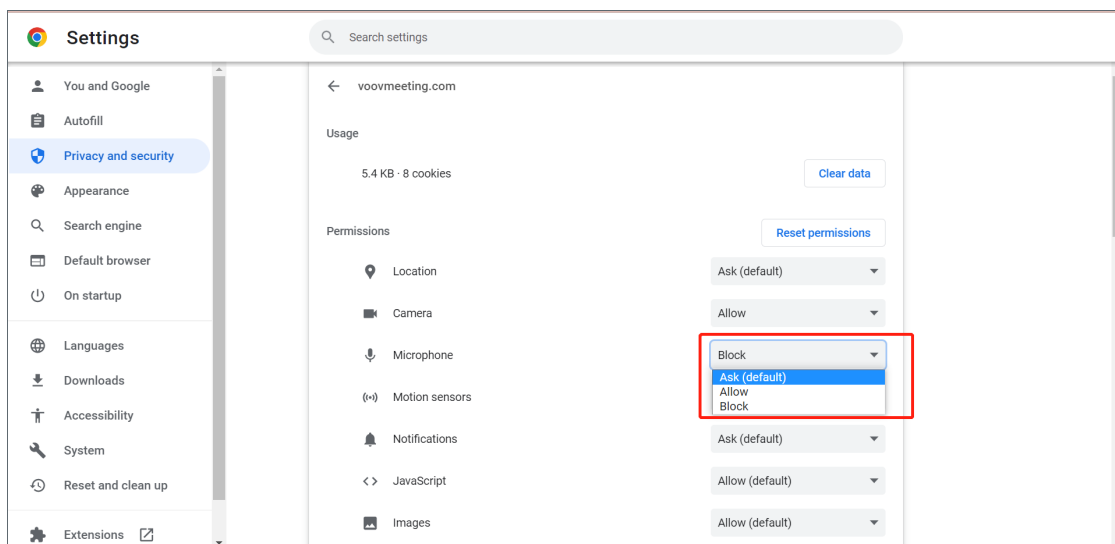 Settings
Search settings
You and Google
Autofill
Privacy and security
Appearance
Search engine
Default browser
On startup
Languages
Downloads
Accessibility
System
Reset and clean up
Extensions
voovmeeting.com
Usage
5.4 KB · 8 cookies
Clear data
Permissions
Reset permissions
Location
Ask (default)
Camera
Allow
Microphone
Block
Ask (default)
Allow
Block
Motion sensors
Notifications
Ask (default)
JavaScript
Allow (default)
Images
Allow (default)